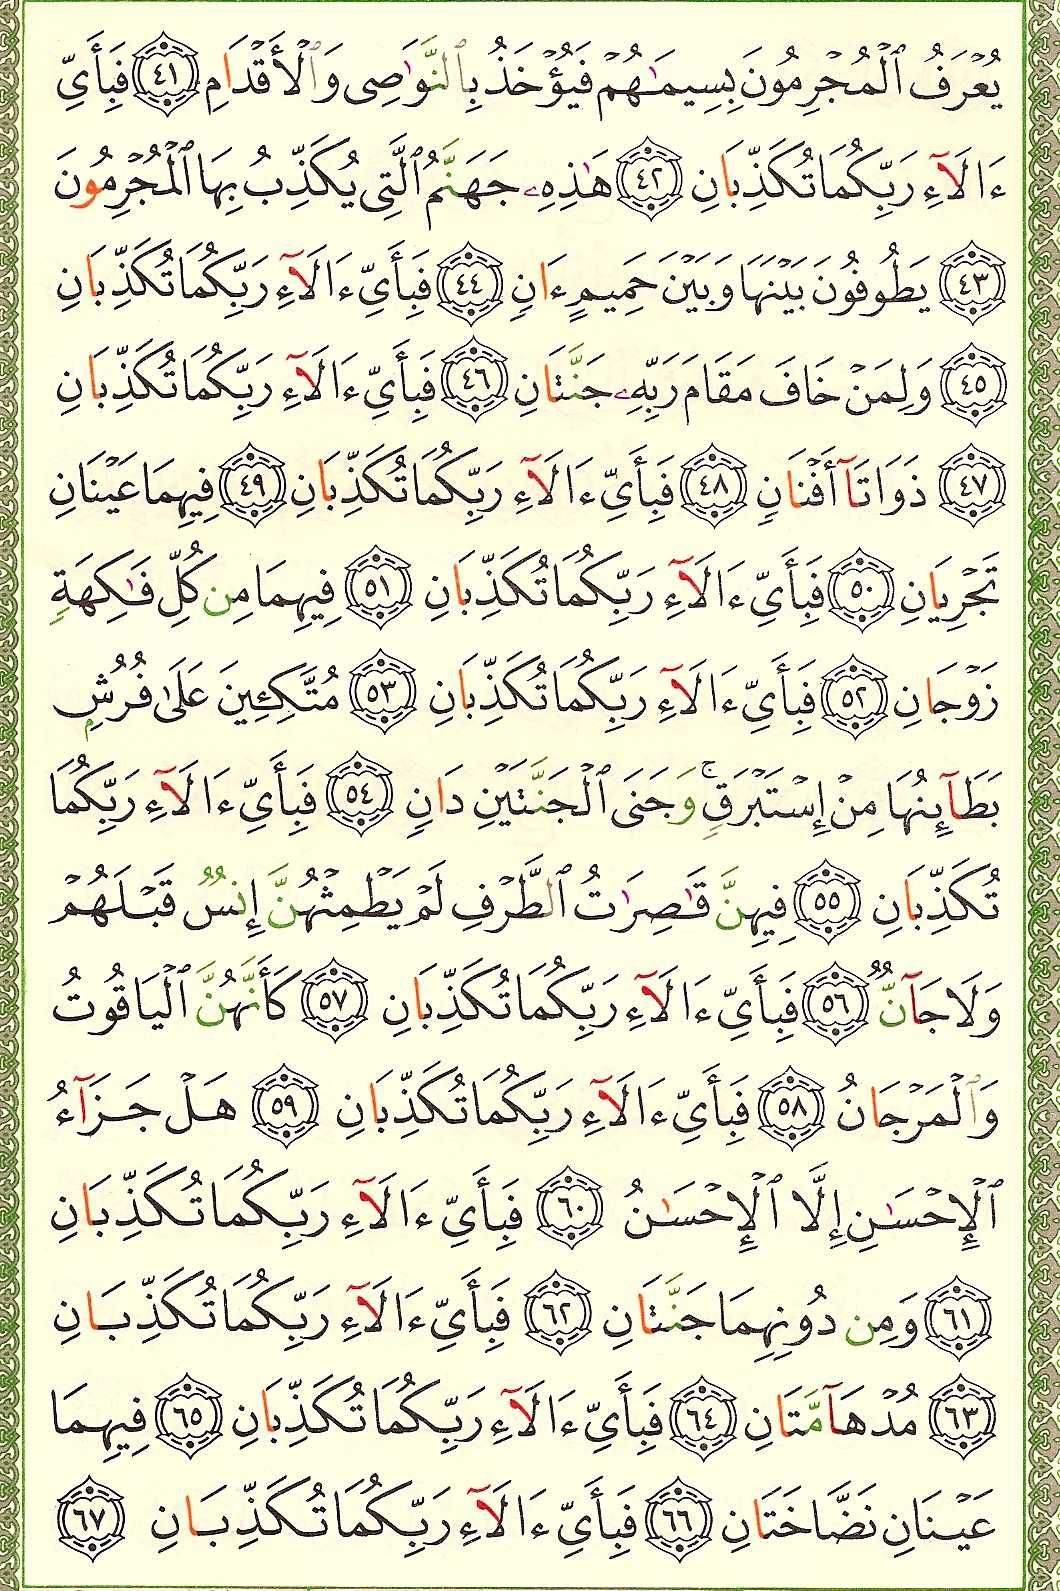 يُعْرَفُ ٱلْمُجْرِمُونَ بِسِيمَٰهُمْ فَيُؤْخَذُ بِٱلنَّوَٰصِى وَٱلْأَقْدَامِ ٤١ فَبِأَىِّ
ءَالَآءِ رَبِّكُمَا تُكَذِّبَانِ ٤٢ هَٰذِهِۦ جَهَنَّمُ ٱلَّتِى يُكَذِّبُ بِهَا ٱلْمُجْرِمُونَ
٤٣ يَطُوفُونَ بَيْنَهَا وَبَيْنَ حَمِيمٍ ءَانٍ ٤٤ فَبِأَىِّ ءَالَآءِ رَبِّكُمَا تُكَذِّبَانِ
٤٥ وَلِمَنْ خَافَ مَقَامَ رَبِّهِۦ جَنَّتَانِ ٤٦ فَبِأَىِّ ءَالَآءِ رَبِّكُمَا تُكَذِّبَانِ
٤٧ ذَوَاتَآ أَفْنَانٍ ٤٨ فَبِأَىِّ ءَالَآءِ رَبِّكُمَا تُكَذِّبَانِ ٤٩ فِيهِمَا عَيْنَانِ
تَجْرِيَانِ ٥٠ فَبِأَىِّ ءَالَآءِ رَبِّكُمَا تُكَذِّبَانِ ٥١ فِيهِمَا مِن كُلِّ فَٰكِهَةٍ
زَوْجَانِ ٥٢ فَبِأَىِّ ءَالَآءِ رَبِّكُمَا تُكَذِّبَانِ ٥٣ مُتَّكِـِٔينَ عَلَىٰ فُرُشٍۭ
بَطَآئِنُهَا مِنْ إِسْتَبْرَقٍ ۚ وَجَنَى ٱلْجَنَّتَيْنِ دَانٍ ٥٤ فَبِأَىِّ ءَالَآءِ رَبِّكُمَا
تُكَذِّبَانِ ٥٥ فِيهِنَّ قَٰصِرَٰتُ ٱلطَّرْفِ لَمْ يَطْمِثْهُنَّ إِنسٌ قَبْلَهُمْ
وَلَا جَآنٌّ ٥٦ فَبِأَىِّ ءَالَآءِ رَبِّكُمَا تُكَذِّبَانِ ٥٧ كَأَنَّهُنَّ ٱلْيَاقُوتُ
وَٱلْمَرْجَانُ ٥٨ فَبِأَىِّ ءَالَآءِ رَبِّكُمَا تُكَذِّبَانِ ٥٩ هَلْ جَزَآءُ
ٱلْإِحْسَٰنِ إِلَّا ٱلْإِحْسَٰنُ ٦٠ فَبِأَىِّ ءَالَآءِ رَبِّكُمَا تُكَذِّبَانِ
٦١ وَمِن دُونِهِمَا جَنَّتَانِ ٦٢ فَبِأَىِّ ءَالَآءِ رَبِّكُمَا تُكَذِّبَانِ
٦٣ مُدْهَآمَّتَانِ ٦٤ فَبِأَىِّ ءَالَآءِ رَبِّكُمَا تُكَذِّبَانِ ٦٥ فِيهِمَا
عَيْنَانِ نَضَّاخَتَانِ ٦٦ فَبِأَىِّ ءَالَآءِ رَبِّكُمَا تُكَذِّبَانِ ٦٧